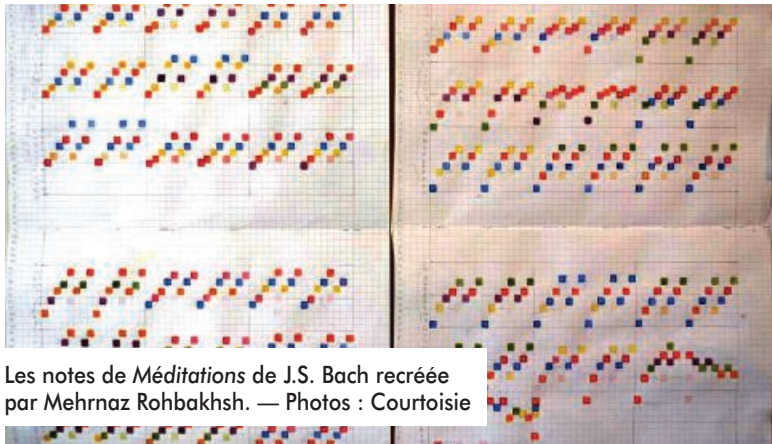 Les notes de Méditations de J.S. Bach recréée
par Mehrnaz Rohbakhsh. — Photos : Courtoisie